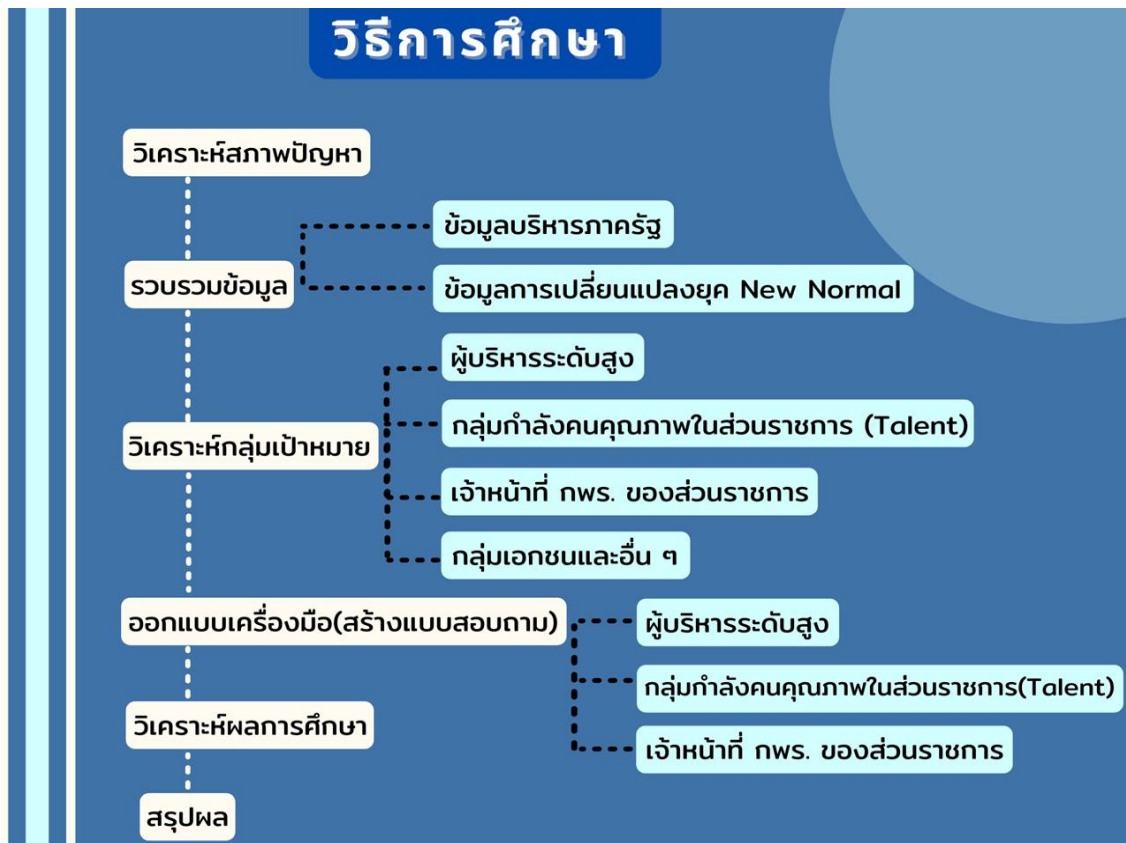 วิธีการศึกษา
วิเคราะห์สภาพปัญหา
รวบรวมข้อมูล
ข้อมูลบริหารภาครัฐ
ข้อมูลการเปลี่ยนแปลงยุค New Normal
วิเคราะห์กลุ่มเป้าหมาย
ผู้บริหารระดับสูง
กลุ่มกำลังคนคุณภาพในส่วนราชการ (Talent)
เจ้าหน้าที่ กพร. ของส่วนราชการ
กลุ่มเอกชนและอื่น ๆ
ออกแบบเครื่องมือ(สร้างแบบสอบถาม)
ผู้บริหารระดับสูง
กลุ่มกำลังคนคุณภาพในส่วนราชการ(Talent)
เจ้าหน้าที่ กพร. ของส่วนราชการ
วิเคราะห์ผลการศึกษา
สรุปผล